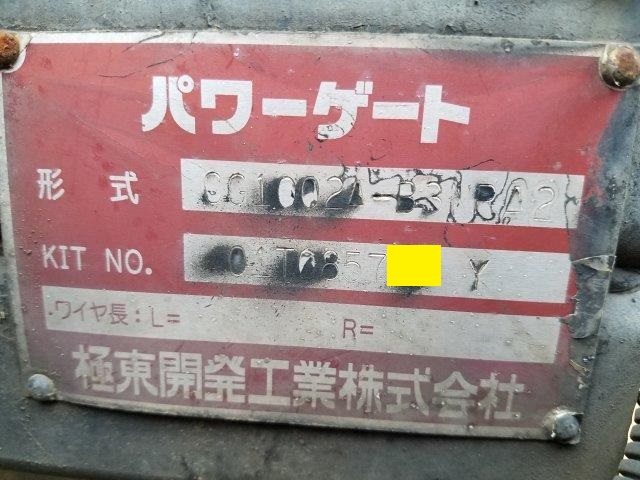 パワーゲート
形式
KIT NO. Y
ワイヤ長:L= R=
極東開発工業株式会社